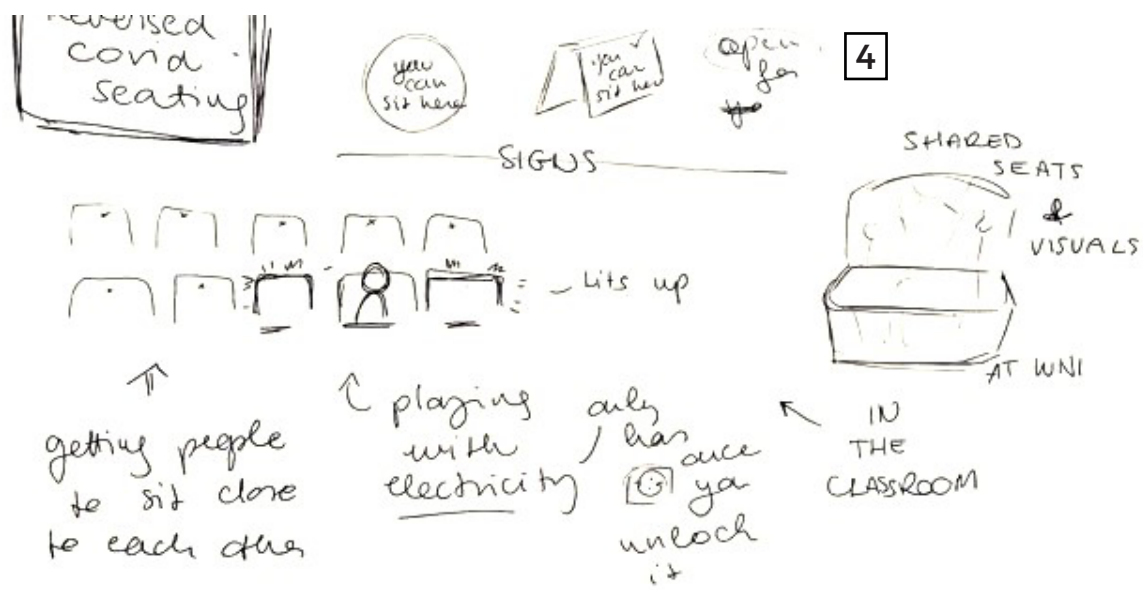 reversed
covid
seating
you
can
sit here
you
can
sit here
open
for
4
SIGNS
SHARED
SEATS
&
VISUALS
AT UNI
Lits up
getting people
to sit close
to each other
playing
with
electricity
only
has
once
you
unlock
it
IN
THE
CLASSROOM